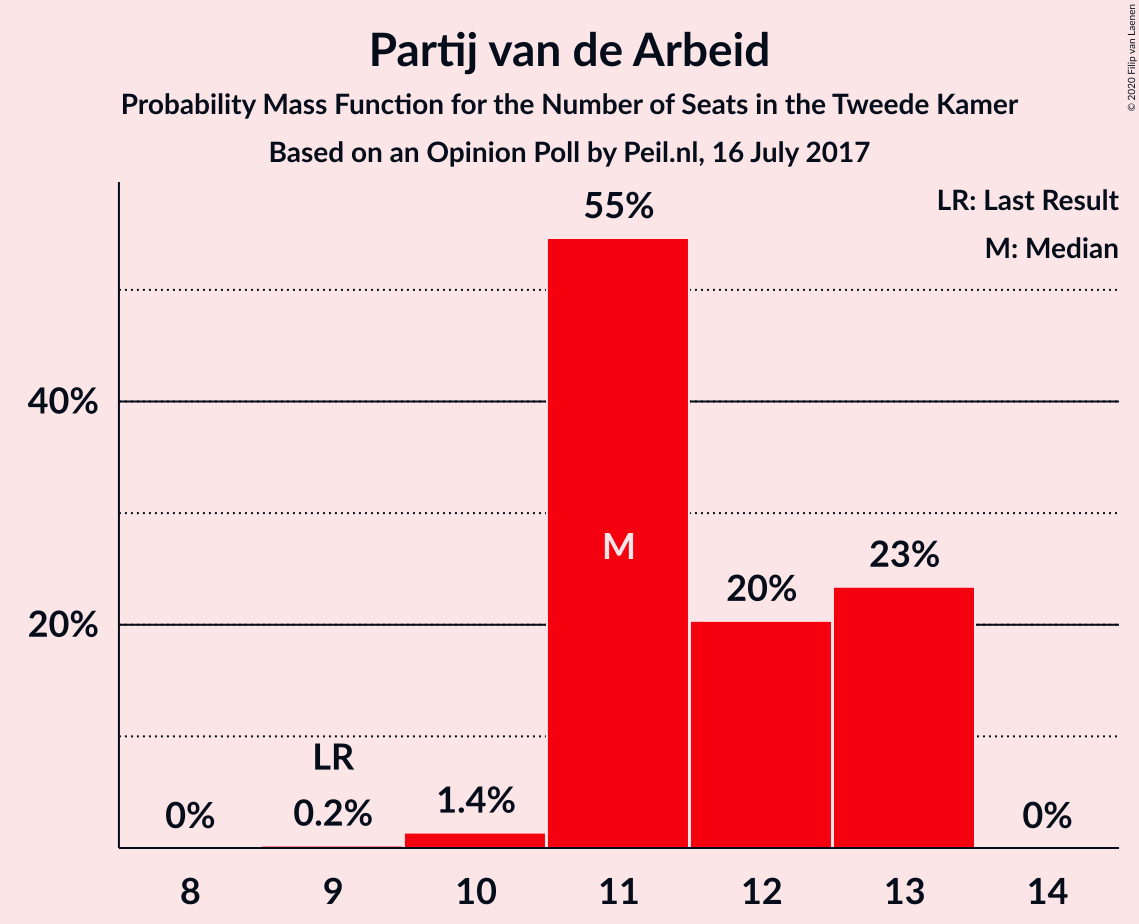 Partij van de Arbeid
Probability Mass Function for the Number of Seats in the Tweede Kamer
Based on an Opinion Poll by Peil.nl, 16 July 2017
© 2020 Filip van Laenen
LR: Last Result
M: Median
55%
40%
M
23%
20%
20%
LR
0%
0.2%
1.4%
0%
8
9
10
11
12
13
14